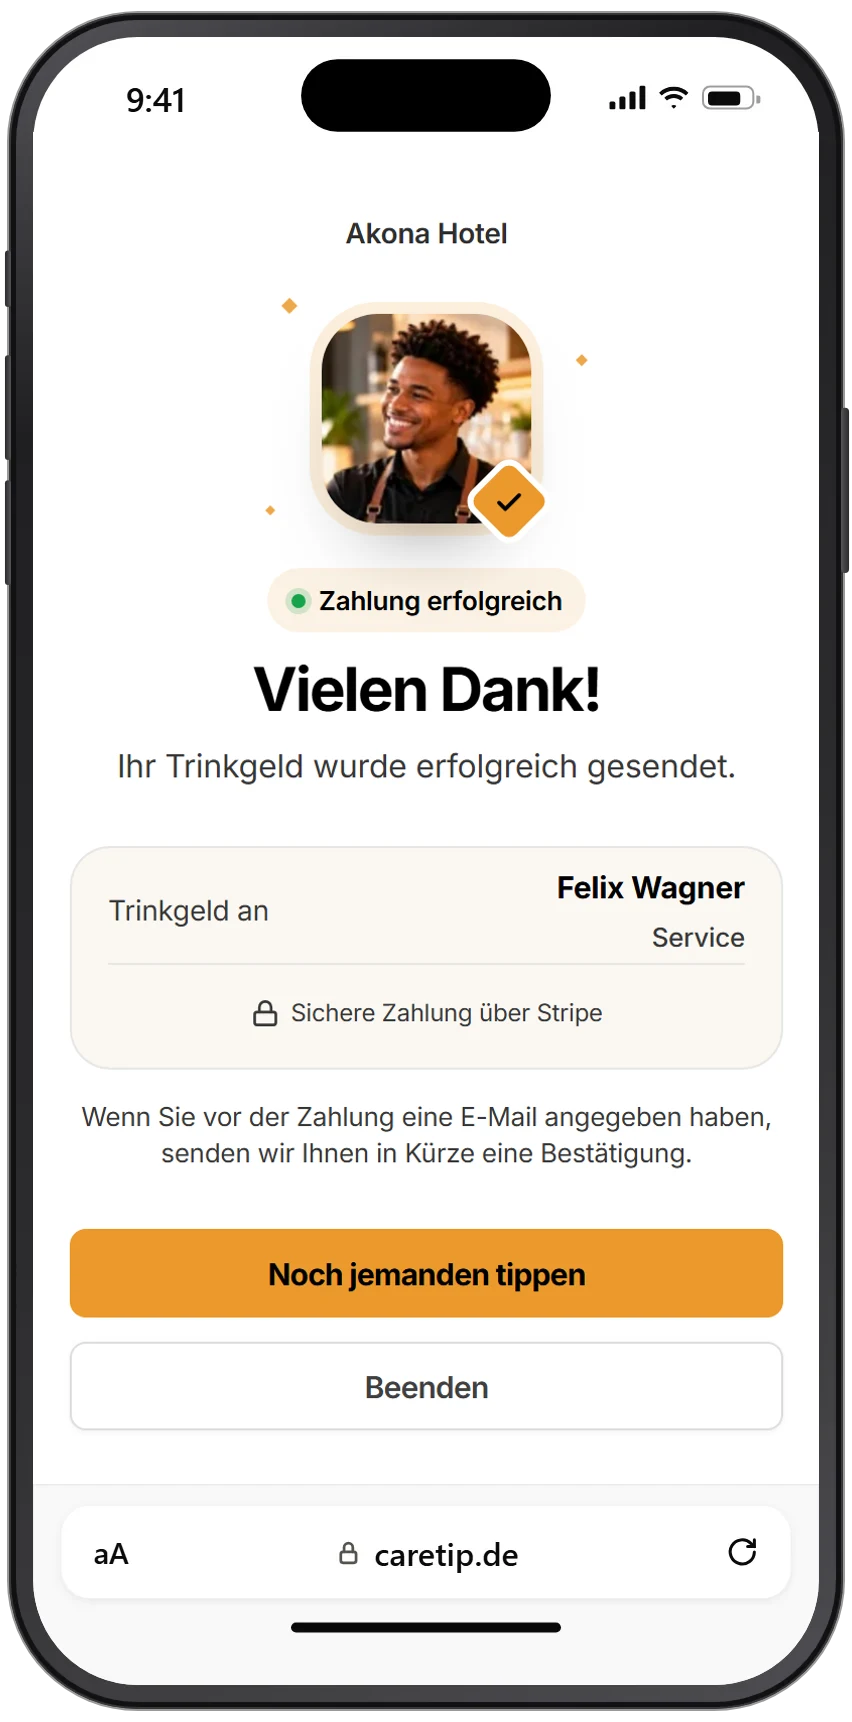 9:41
Akona Hotel
Zahlung erfolgreich
Vielen Dank!
Ihr Trinkgeld wurde erfolgreich gesendet.
Trinkgeld an
Felix Wagner
Service
Sichere Zahlung über Stripe
Wenn Sie vor der Zahlung eine E-Mail angegeben haben,
senden wir Ihnen in Kürze eine Bestätigung.
Noch jemanden tippen
Beenden
aA caretip.de